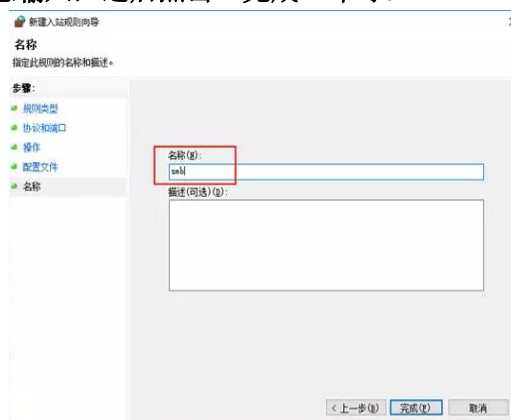 新建入站规则向导
名称
指定此规则的名称和描述。
步骤:
规则类型
协议和端口
操作
配置文件
名称
名称(N):
smb
描述(可选)(D):
< 上一步(B)
完成(F)
取消